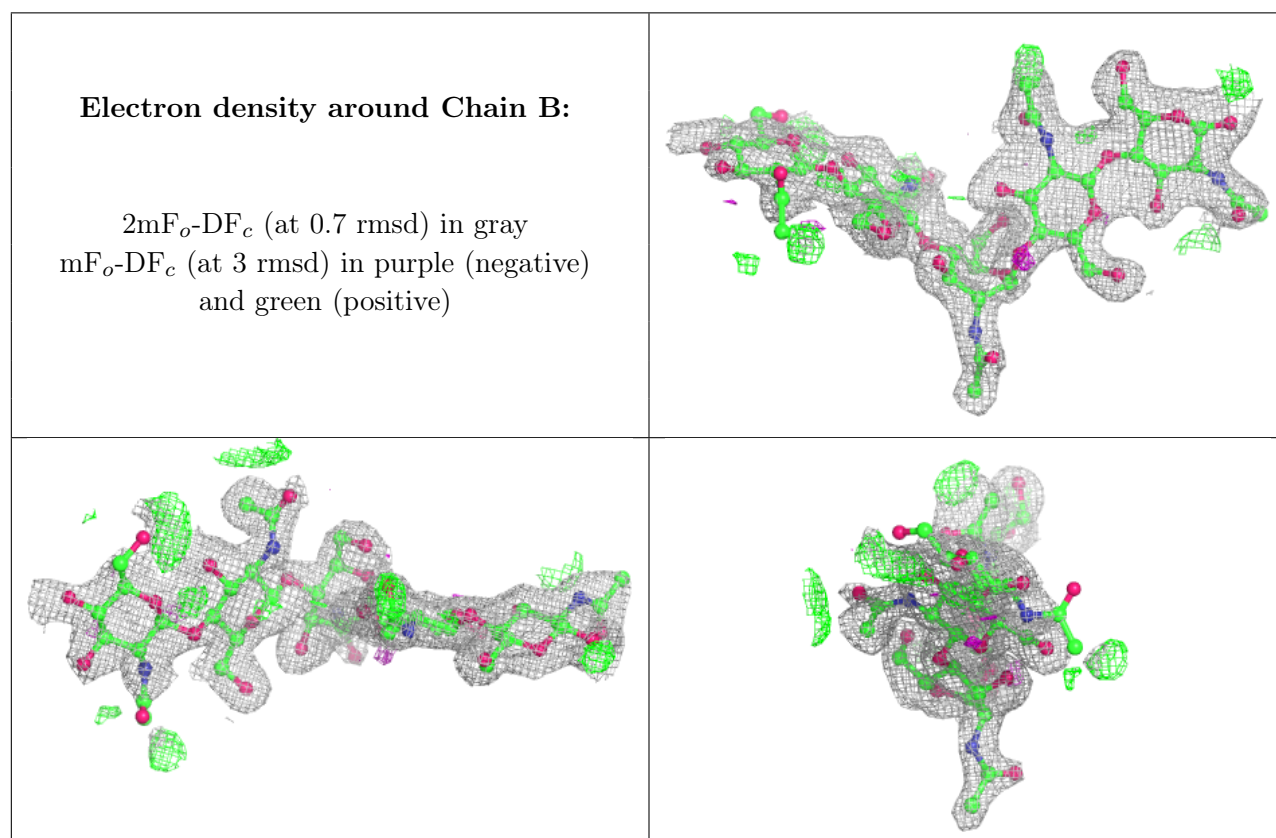 Electron density around Chain B:
2mFo-DFc (at 0.7 rmsd) in gray
mFo-DFc (at 3 rmsd) in purple (negative)
and green (positive)